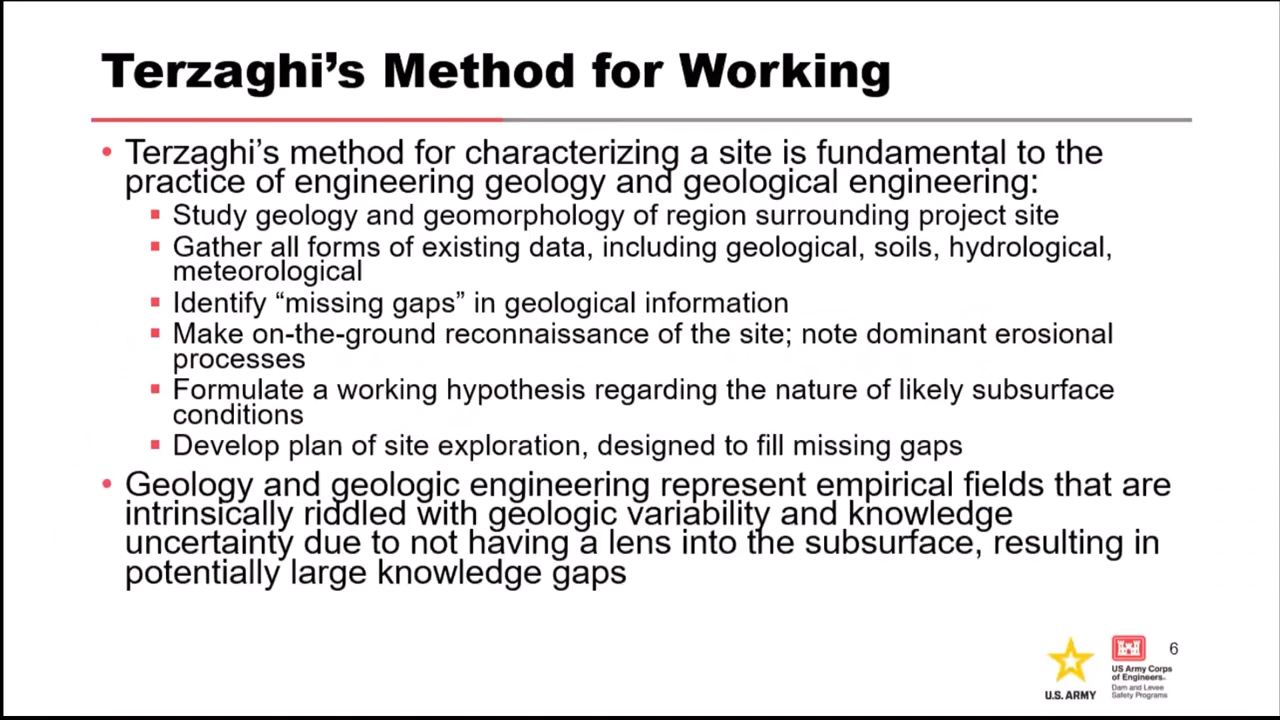 Terzaghi’s Method for Working
• Terzaghi’s method for characterizing a site is fundamental to the
practice of engineering geology and geological engineering:
▪ Study geology and geomorphology of region surrounding project site
▪ Gather all forms of existing data, including geological, soils, hydrological,
meteorological
▪ Identify “missing gaps” in geological information
▪ Make on-the-ground reconnaissance of the site; note dominant erosional
processes
▪ Formulate a working hypothesis regarding the nature of likely subsurface
conditions
▪ Develop plan of site exploration, designed to fill missing gaps
• Geology and geologic engineering represent empirical fields that are
intrinsically riddled with geologic variability and knowledge
uncertainty due to not having a lens into the subsurface, resulting in
potentially large knowledge gaps
6
U.S. ARMY
US Army Corps
of Engineers®
Dam and Levee
Safety Programs